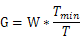 G = W * T_min / T